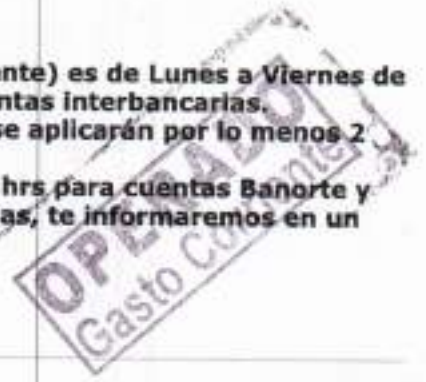 nte) es de Lunes a Viernes de
ntas interbancarias.
se aplicarán por lo menos 2
hrs para cuentas Banorte y
as, te informaremos en un
OPERADO
Gasto Corriente